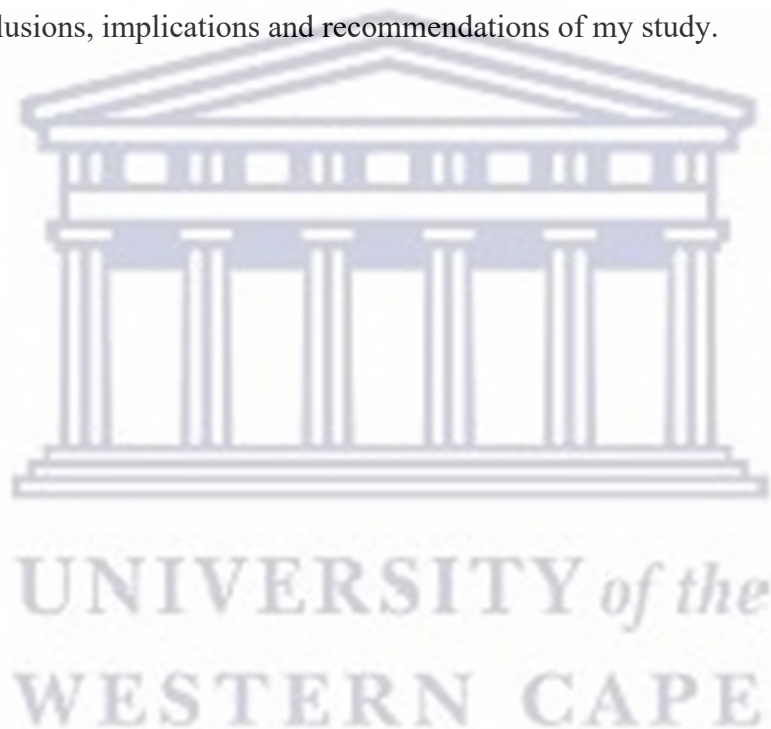 lusions, implications and recommendations of my study.
UNIVERSITY of the
WESTERN CAPE